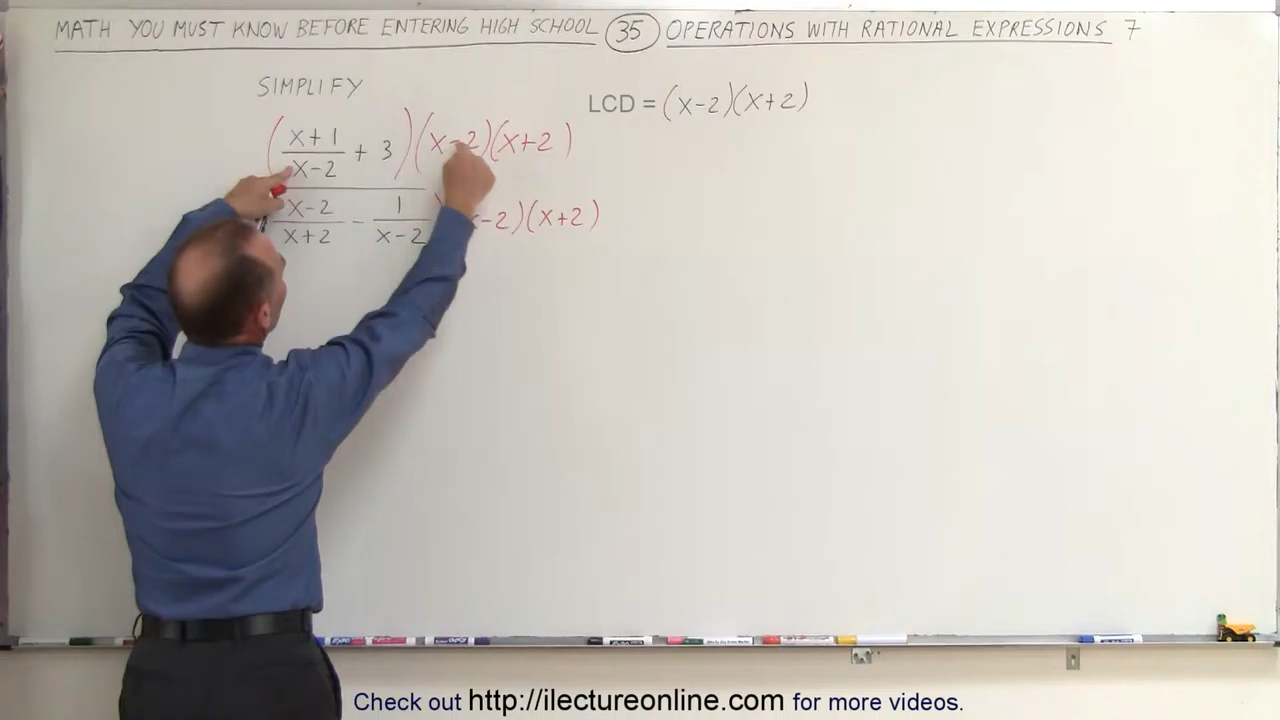 MATH YOU MUST KNOW BEFORE ENTERING HIGH SCHOOL 35 OPERATIONS WITH RATIONAL EXPRESSIONS 7
SIMPLIFY
LCD = (x-2)(x+2)
(x+1/x-2 + 3)(x-2)(x+2)
x-2/x+2 - 1/x-2 -2)(x+2)
Check out http://ilectureonline.com for more videos.